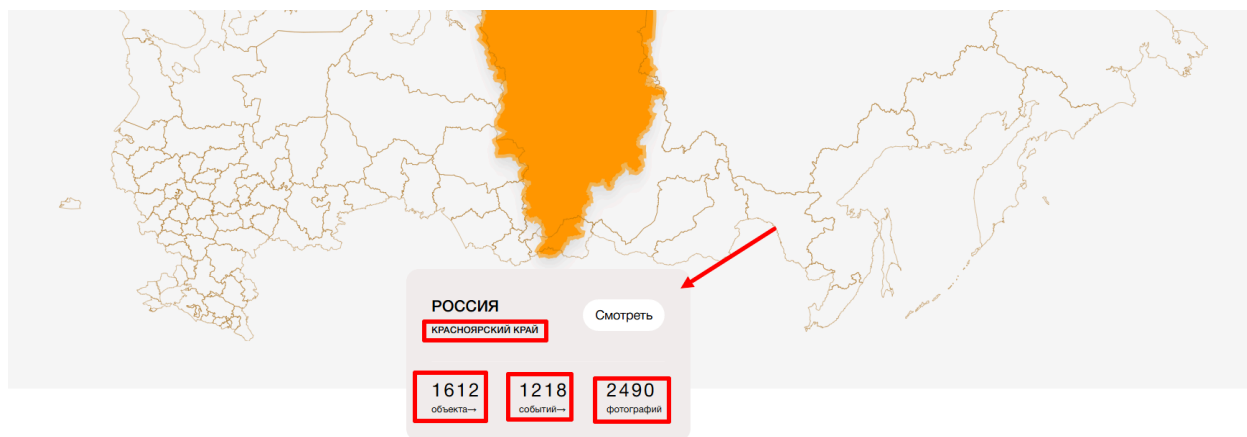 РОССИЯ
КРАСНОЯРСКИЙ КРАЙ
Смотреть
1612 1218 2490
объекта→ событий→ фотографий